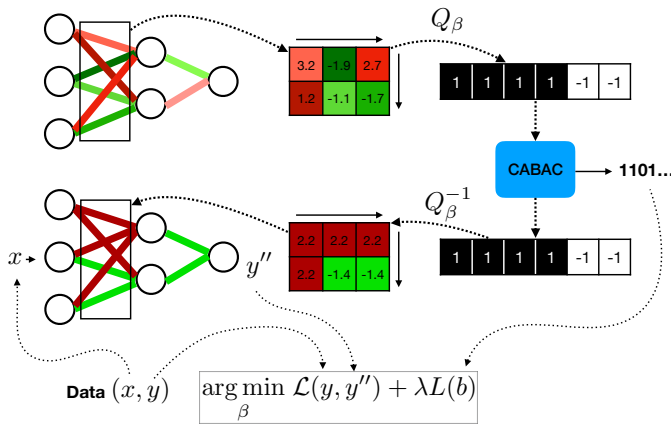 Q_β
3.2 -1.9 2.7
1.2 -1.1 -1.7
1 1 1 1 -1 -1
CABAC
1101...
Q_β^{-1}
2.2 2.2 2.2
2.2 -1.4 -1.4
1 1 1 1 -1 -1
x
y''
Data (x, y)
arg min_β ℒ(y, y'') + λL(b)